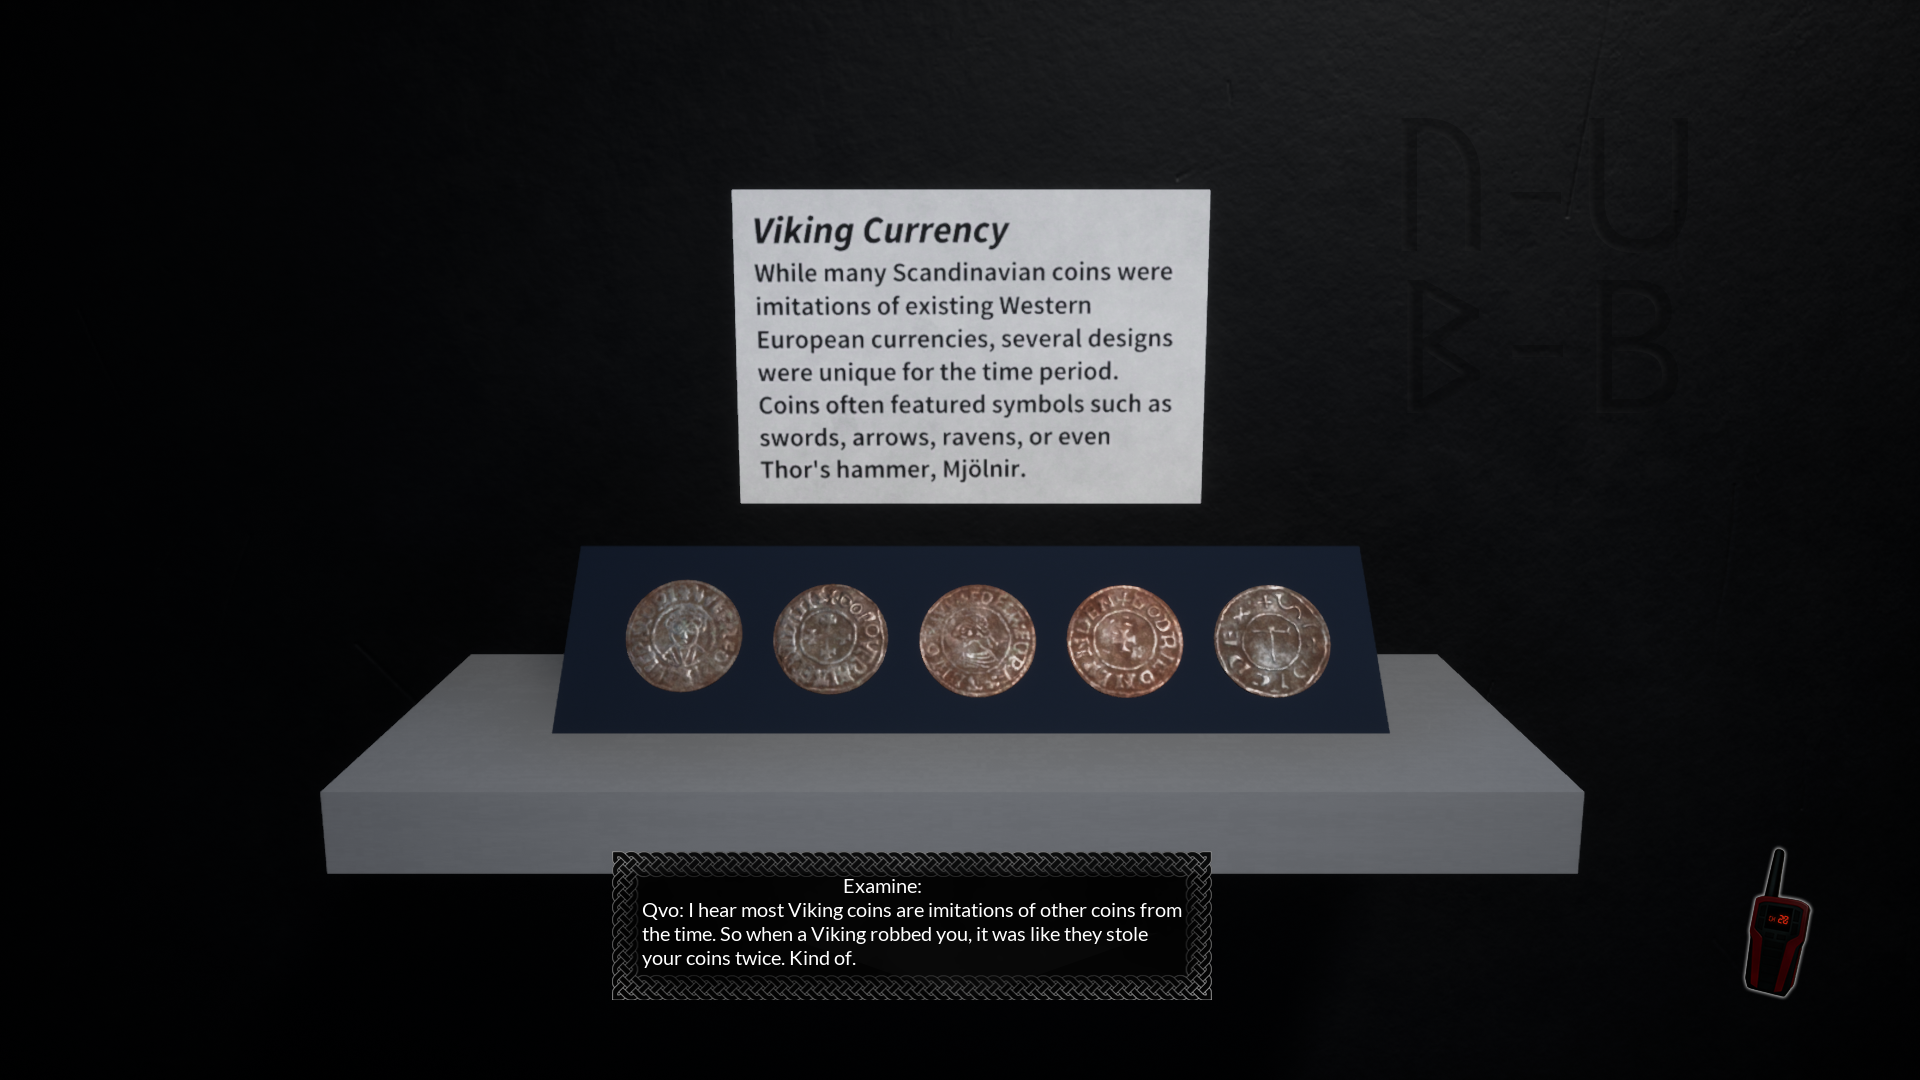 ᚢ-U
ᛒ-B
Viking Currency
While many Scandinavian coins were
imitations of existing Western
European currencies, several designs
were unique for the time period.
Coins often featured symbols such as
swords, arrows, ravens, or even
Thor's hammer, Mjölnir.
Examine:
Qvo: I hear most Viking coins are imitations of other coins from
the time. So when a Viking robbed you, it was like they stole
your coins twice. Kind of.
CH 28